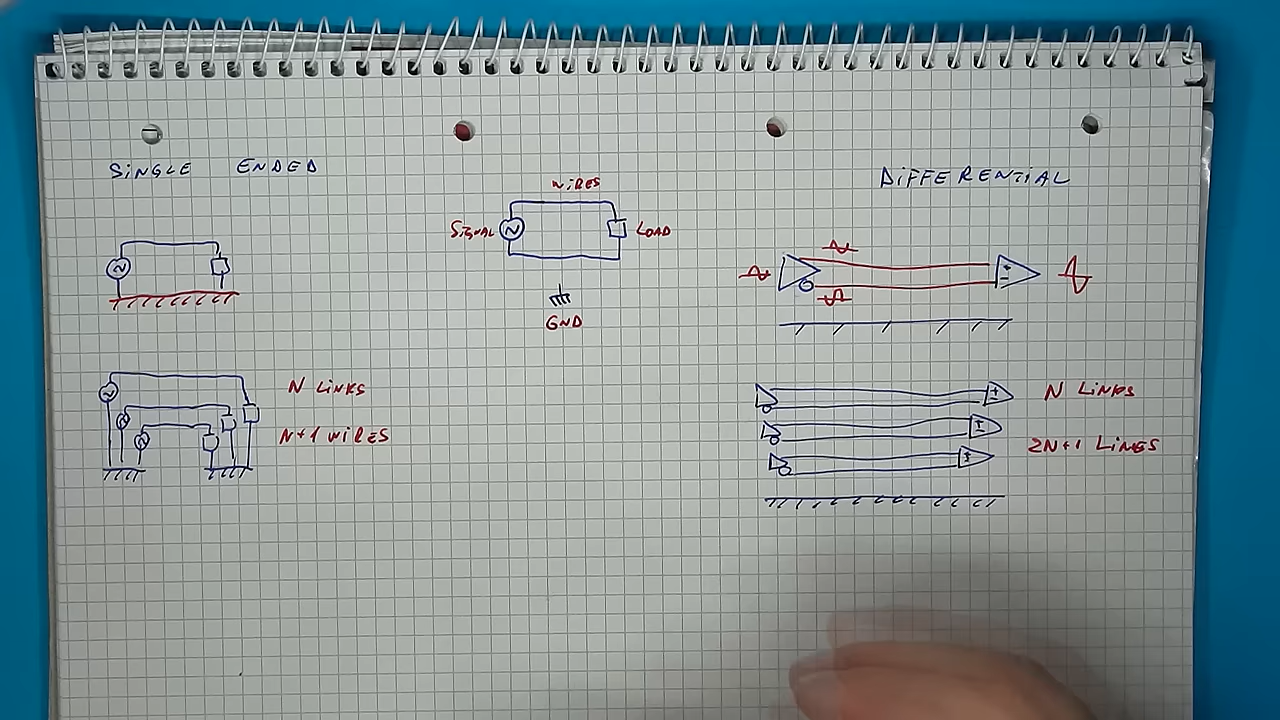 SiNGLE ENDED
WiRES
DiFFERENTiAL
SiGNAL
LOAD
GND
N LiNKS
N+1 WiRES
N LiNKS
2N+1 LiNES